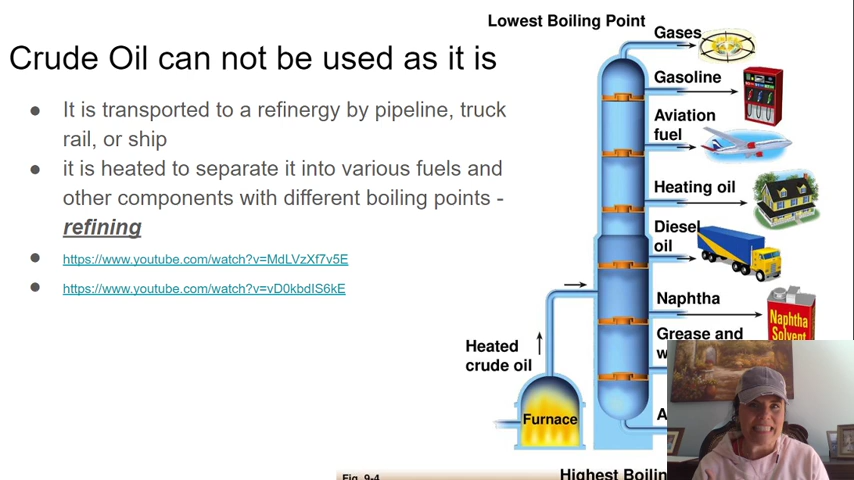 Lowest Boiling Point
Crude Oil can not be used as it is
● It is transported to a refinergy by pipeline, truck
rail, or ship
● it is heated to separate it into various fuels and
other components with different boiling points -
refining
● https://www.youtube.com/watch?v=MdLVzXf7v5E
● https://www.youtube.com/watch?v=vD0kbdIS6kE
Gases
Gasoline
Aviation
fuel
Heating oil
Diesel
oil
Naphtha
Naphtha
Solvent
Grease and
Heated
crude oil
Furnace
Fig. 9-4
Highest